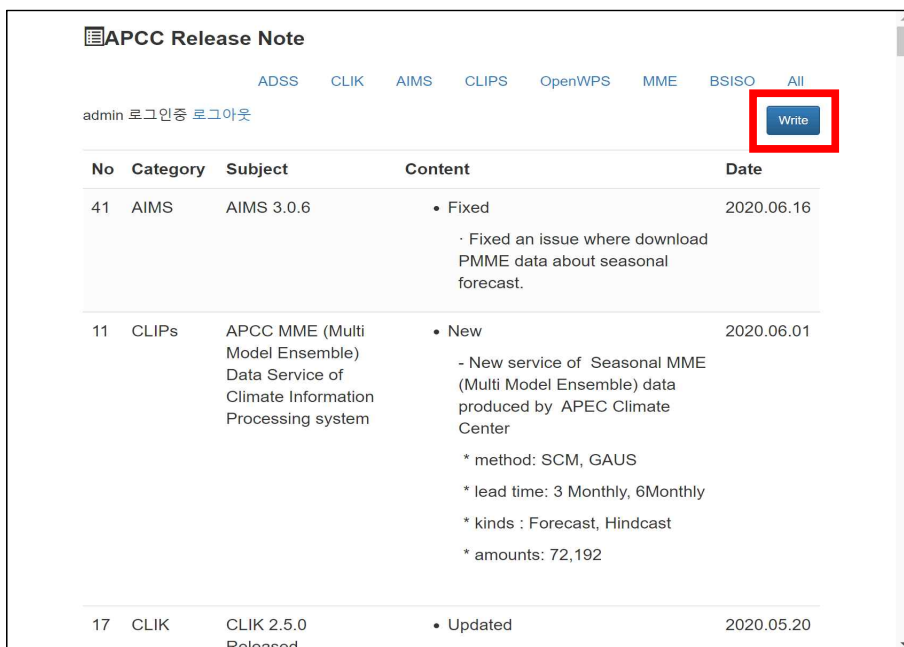 APCC Release Note
ADSS CLIK AIMS CLIPS OpenWPS MME BSISO All
admin 로그인중 로그아웃
Write
No Category Subject Content Date
41 AIMS AIMS 3.0.6 • Fixed 2020.06.16
· Fixed an issue where download
PMME data about seasonal
forecast.
11 CLIPs APCC MME (Multi • New 2020.06.01
Model Ensemble)
- New service of Seasonal MME
Data Service of
(Multi Model Ensemble) data
Climate Information
produced by APEC Climate
Processing system
Center
* method: SCM, GAUS
* lead time: 3 Monthly, 6Monthly
* kinds : Forecast, Hindcast
* amounts: 72,192
17 CLIK CLIK 2.5.0 • Updated 2020.05.20
Released